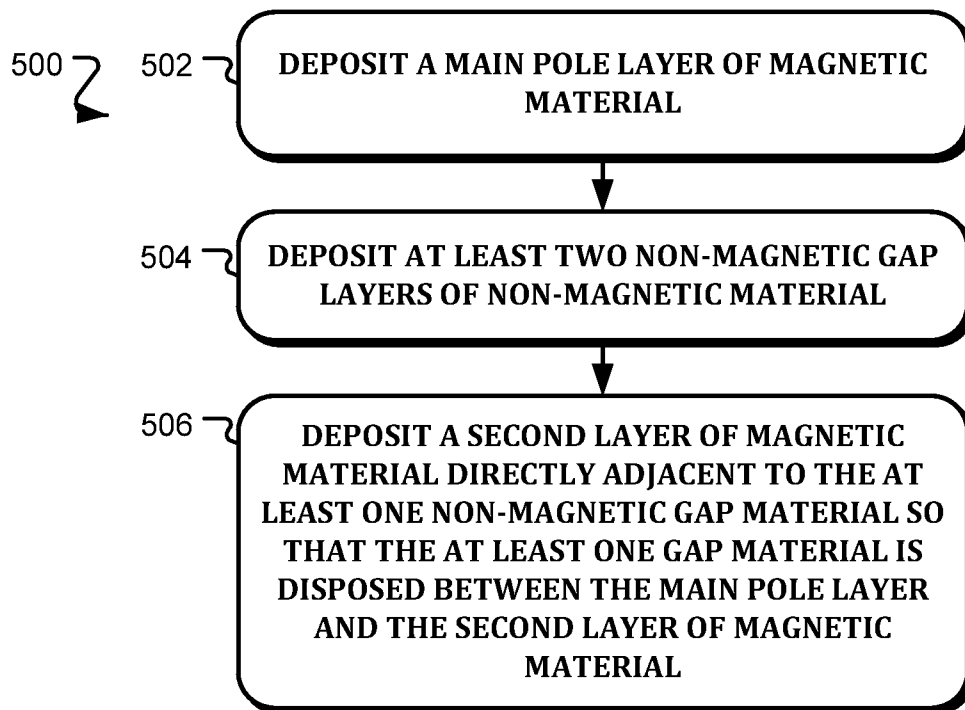 500
502
DEPOSIT A MAIN POLE LAYER OF MAGNETIC
MATERIAL
504
DEPOSIT AT LEAST TWO NON-MAGNETIC GAP
LAYERS OF NON-MAGNETIC MATERIAL
506
DEPOSIT A SECOND LAYER OF MAGNETIC
MATERIAL DIRECTLY ADJACENT TO THE AT
LEAST ONE NON-MAGNETIC GAP MATERIAL SO
THAT THE AT LEAST ONE GAP MATERIAL IS
DISPOSED BETWEEN THE MAIN POLE LAYER
AND THE SECOND LAYER OF MAGNETIC
MATERIAL